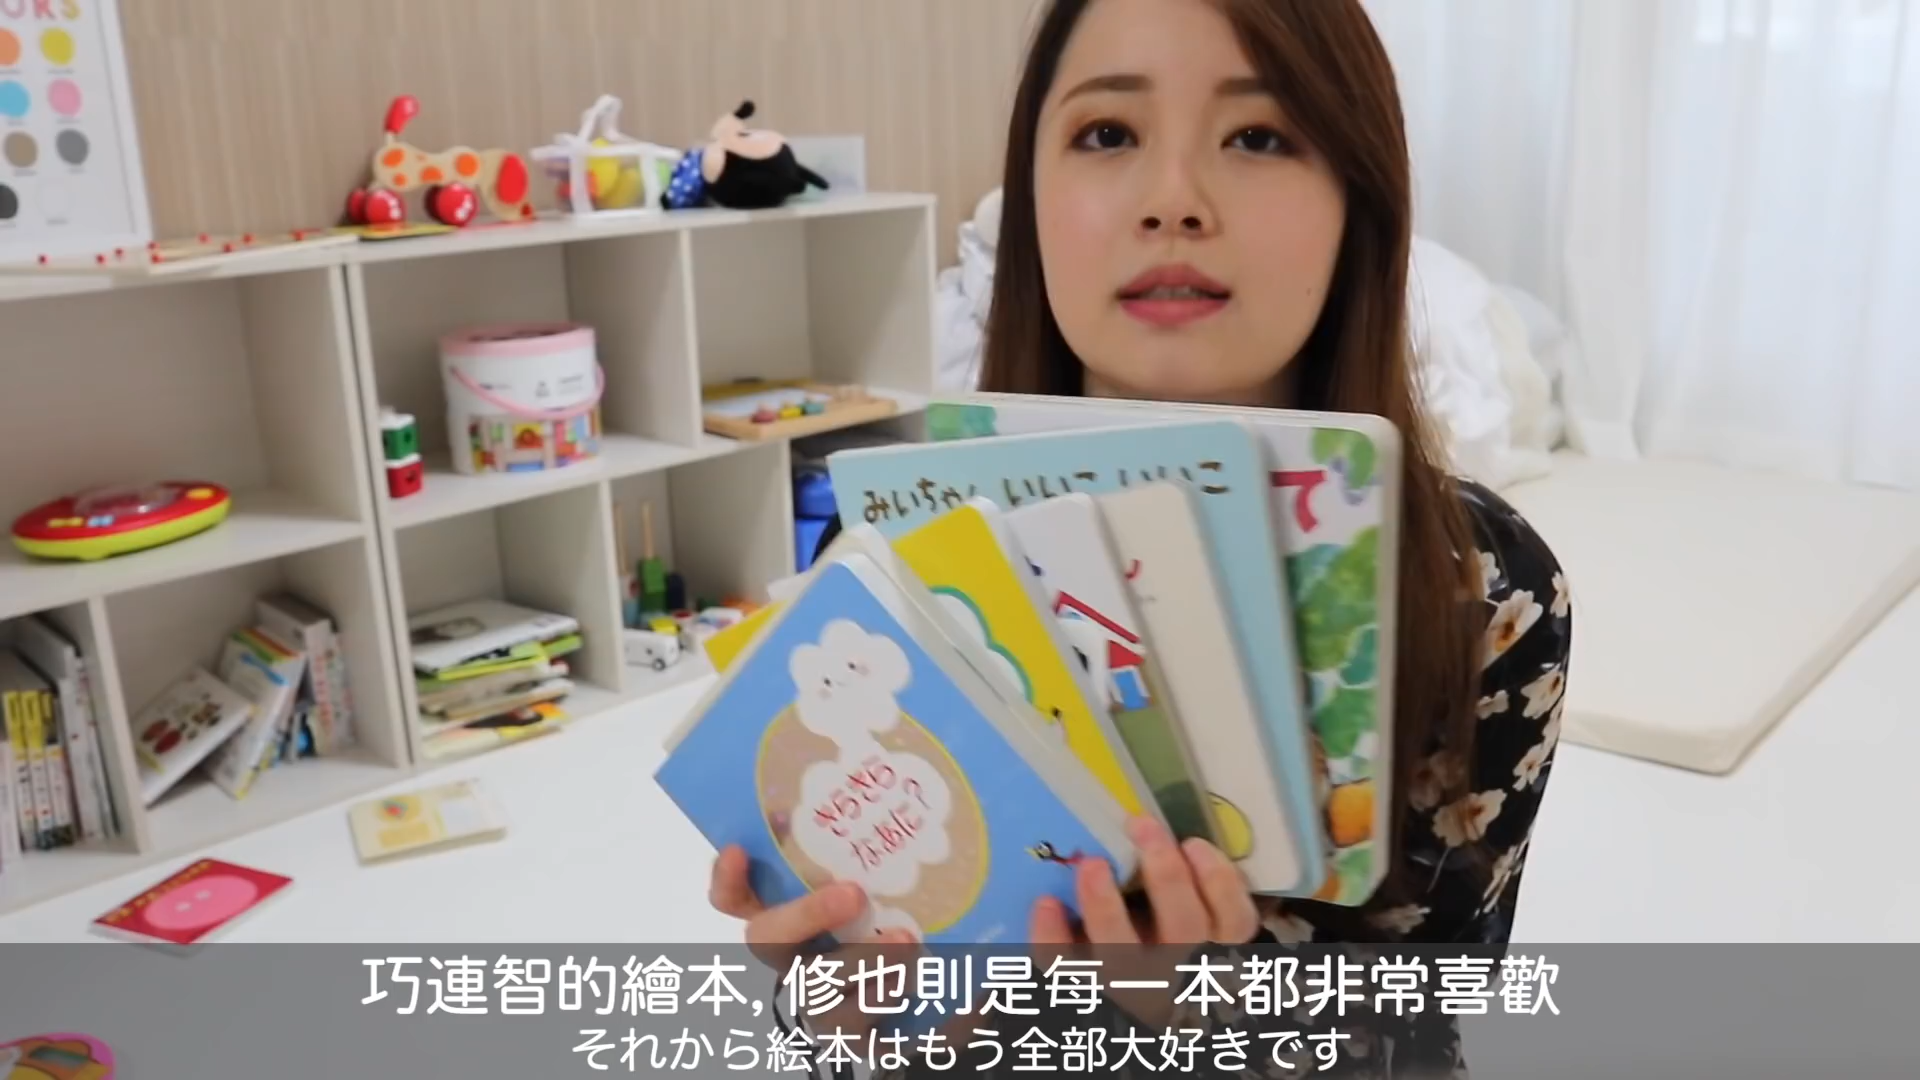 みいちゃん いいこ いいこ
て
きらきら
なあに?
巧連智的繪本,修也則是每一本都非常喜歡
それから絵本はもう全部大好きです